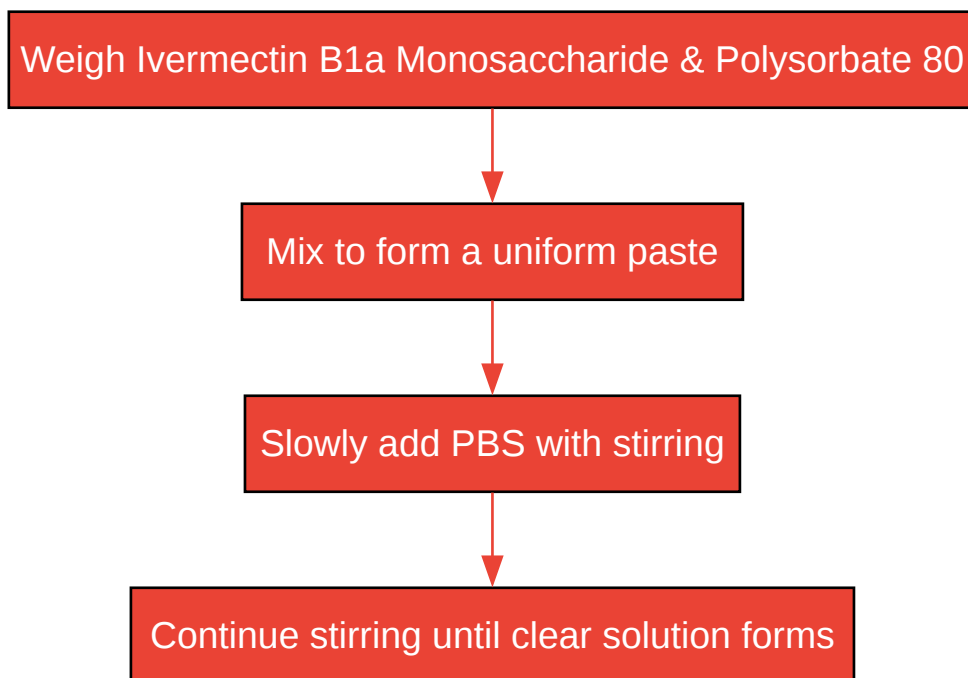 Weigh Ivermectin B1a Monosaccharide & Polysorbate 80
Mix to form a uniform paste
Slowly add PBS with stirring
Continue stirring until clear solution forms